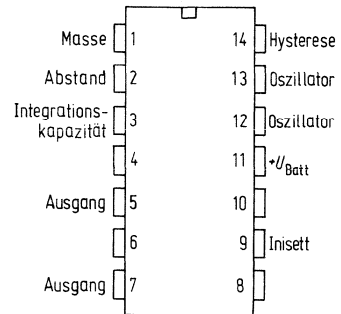 Masse 1 14 Hysterese
Abstand 2 13 Oszillator
Integrations-
kapazität 3 12 Oszillator
4 11 +U_Batt
Ausgang 5 10
6 9 Inisett
Ausgang 7 8